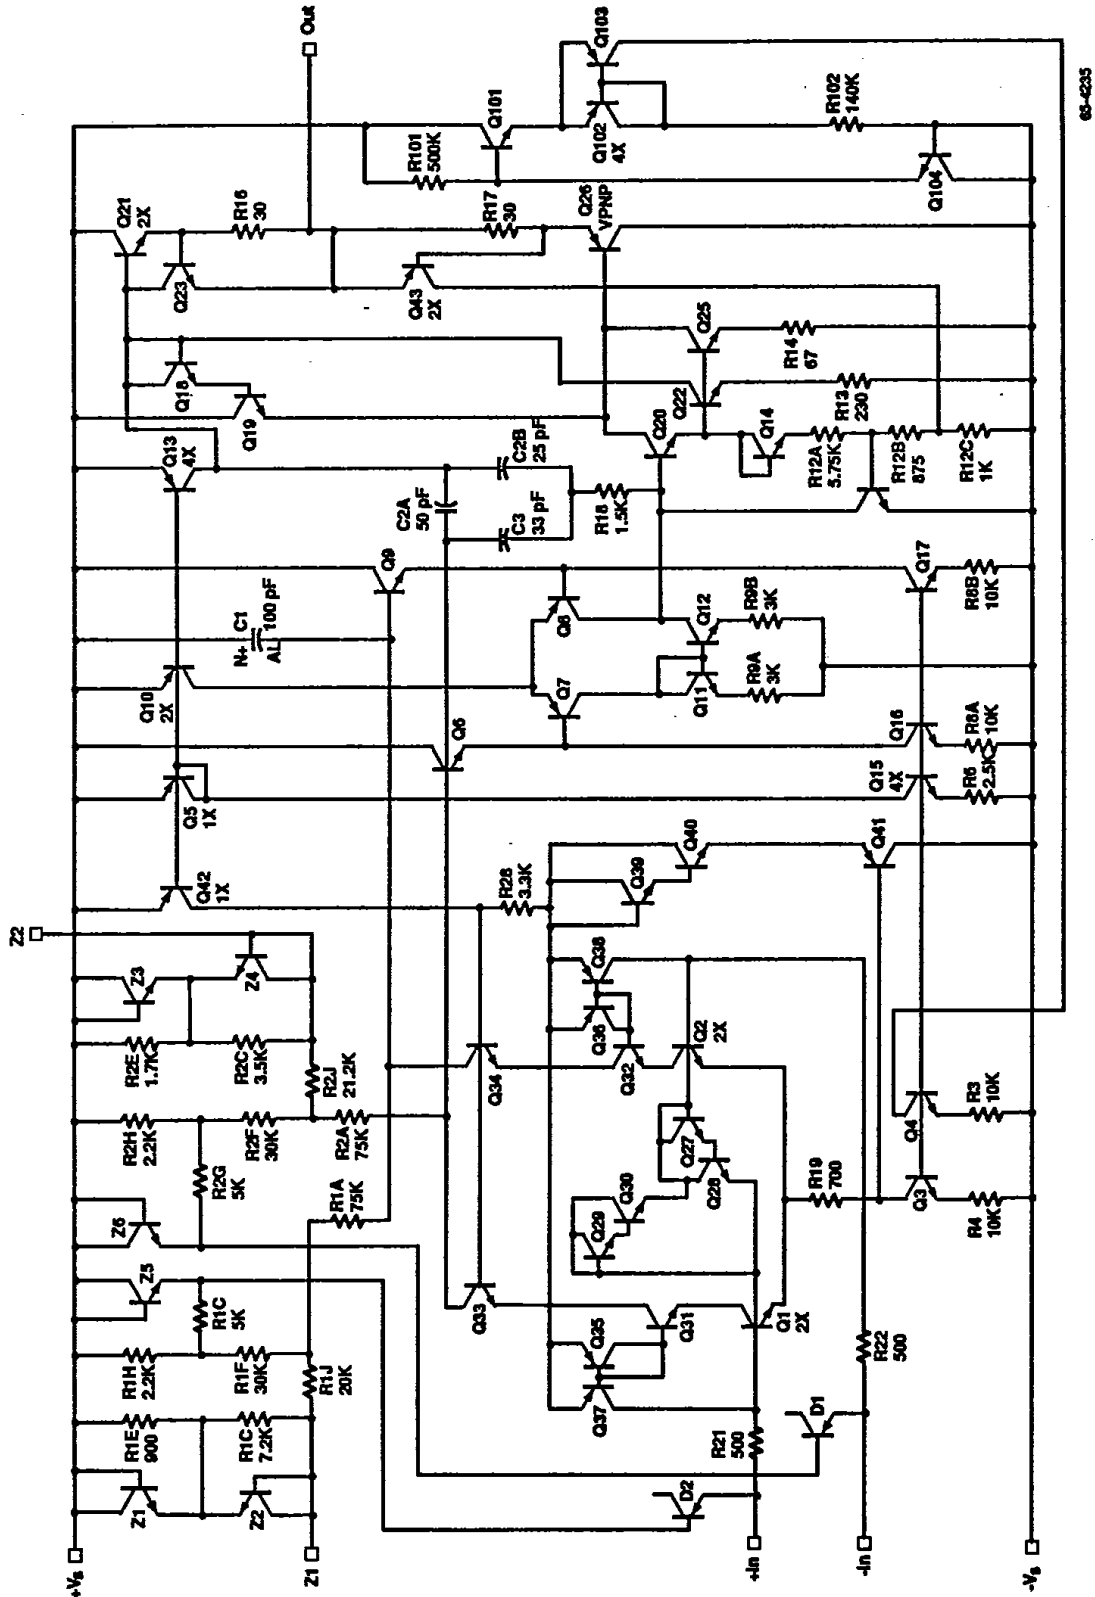 +Vs
Z1
Z1
Z2
R1E
900
R1C
7.2K
R1H
2.2K
R1F
30K
R1J
20K
Z5
R1C
5K
Z6
R1A
75K
R2G
5K
R2H
2.2K
R2F
30K
R2A
75K
R2J
21.2K
R2E
1.7K
R2C
3.5K
Z3
Z4
Z2
Q42
1X
Q5
1X
Q10
2X
N+
C1
AL
100 pF
Q13
4X
Q19
Q18
Q23
Q21
2X
R16
30
Out
Q33
Q34
R28
3.3K
Q6
Q9
C2A
50 pF
C2B
25 pF
C3
33 pF
R18
1.5K
Q43
2X
R17
30
Q26
VPNP
R101
500K
Q101
Q102
4X
Q103
Q37
Q35
Q31
Q29
Q30
Q27
Q28
Q36
Q38
Q32
Q39
Q40
Q7
Q8
Q11
Q12
R9A
3K
R9B
3K
Q20
Q22
Q25
Q14
R12A
5.75K
R12B
875
R12C
1K
R13
230
R14
67
R102
140K
Q104
D2
R21
500
D1
Q1
2X
Q2
2X
R22
500
R19
700
Q41
+In
-In
Q3
Q4
R4
10K
R3
10K
Q15
4X
Q16
Q17
R6
2.5K
R8A
10K
R8B
10K
-Vs
65-4235